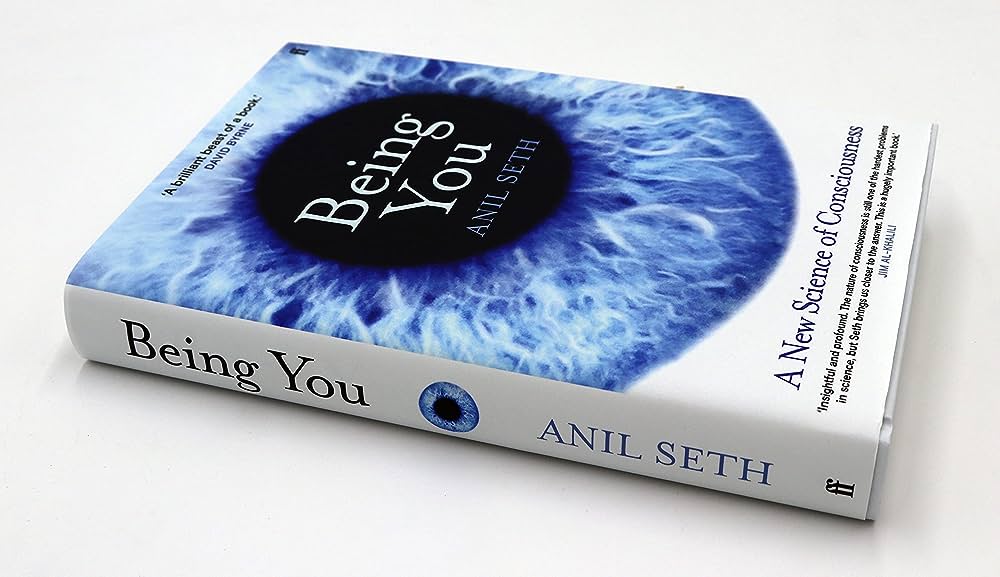 ff
'A brilliant beast of a book.'
DAVID BYRNE
Being
You
ANIL SETH
A New Science of Consciousness
'Insightful and profound. The nature of consciousness is still one of the hardest problems
in science, but Seth brings us closer to the answer. This is a hugely important book.'
JIM AL-KHALILI
Being You
ANIL SETH
ff